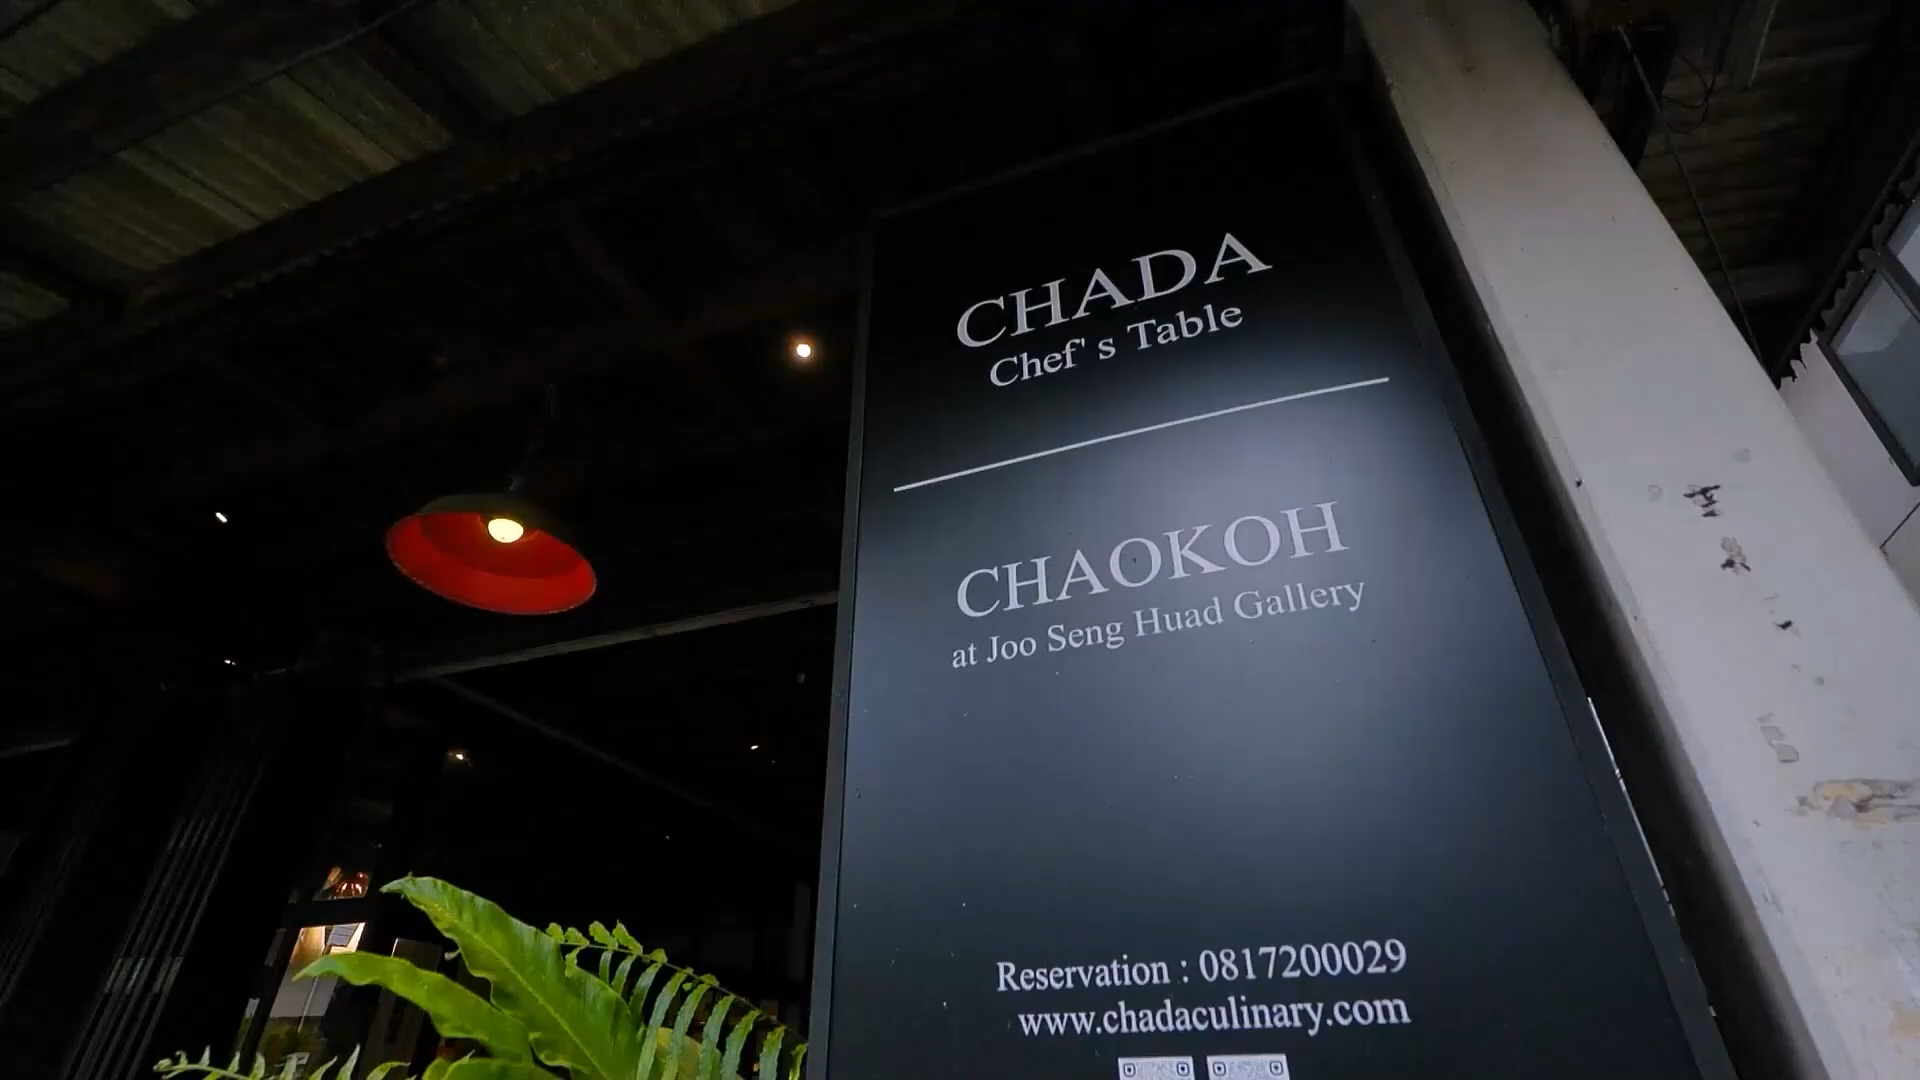 CHADA
Chef's Table
CHAOKOH
at Joo Seng Huad Gallery
Reservation : 0817200029
www.chadaculinary.com